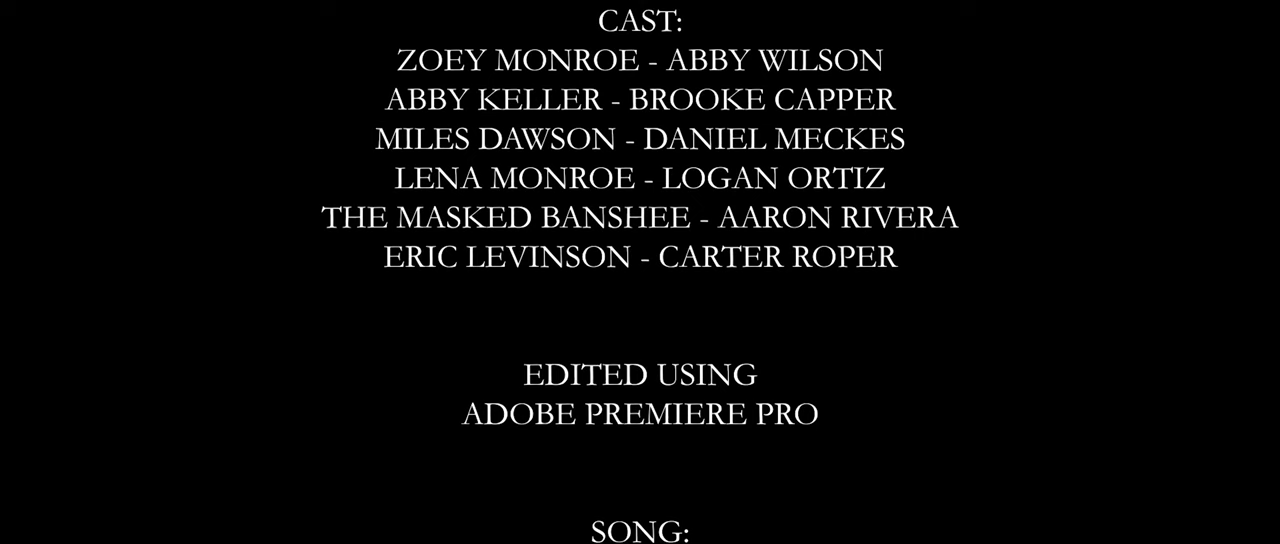 CAST:
ZOEY MONROE - ABBY WILSON
ABBY KELLER - BROOKE CAPPER
MILES DAWSON - DANIEL MECKES
LENA MONROE - LOGAN ORTIZ
THE MASKED BANSHEE - AARON RIVERA
ERIC LEVINSON - CARTER ROPER
EDITED USING
ADOBE PREMIERE PRO
SONG: